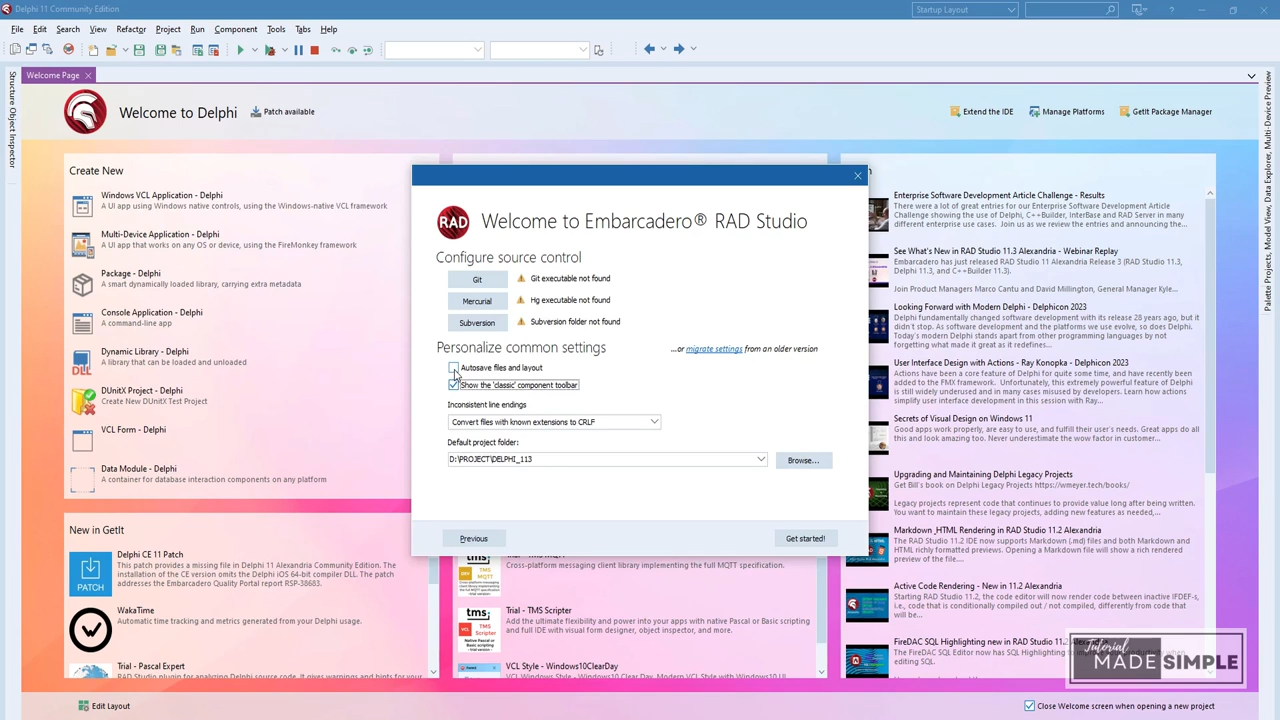 Delphi 11 Community Edition
Startup Layout
File Edit Search View Refactor Project Run Component Tools Tabs Help
Welcome Page
Structure Object Inspector
Palette Projects, Model View, Data Explorer, Multi-Device Preview
Welcome to Delphi
Patch available
Extend the IDE
Manage Platforms
GetIt Package Manager
Create New
Windows VCL Application - Delphi
A UI app using Windows native controls, using the Windows-native VCL framework
Multi-Device Application - Delphi
A UI app that works on any OS or device, using the FireMonkey framework
Package - Delphi
A smart dynamically loaded library, carrying extra metadata
Console Application - Delphi
A command-line app
Dynamic Library - Delphi
A library that can be loaded and unloaded
DLL
DUnitX Project - Delphi
Create New DUnitX Test Project
VCL Form - Delphi
Data Module - Delphi
A container for database interaction components on any platform
New in GetIt
Delphi CE 11 Patch
This patch provides a missing file in Delphi 11 Alexandria Community Edition. The
installation of the CE version omits the Delphi iOS 64-bit compiler DLL. The patch
addresses the Embarcadero Quality Portal report RSP-38683.
PATCH
WakaTime
Automatic time tracking and metrics generated from your Delphi usage.
Trial - Pascal Expert
RAD Studio plugin for analyzing Delphi source code. It gives warnings and hints for
RAD
Welcome to Embarcadero® RAD Studio
Configure source control
Git
Git executable not found
Mercurial
Hg executable not found
Subversion
Subversion folder not found
Personalize common settings
...or migrate settings from an older version
Autosave files and layout
Show the 'classic' component toolbar
Inconsistent line endings
Convert files with known extensions to CRLF
Default project folder:
D:\PROJECT\DELPHI_113
Browse...
Previous
Get started!
Cross-platform messaging client library implementing the full MQTT specification.
tms
MQTT
Trial - TMS Scripter
Add the ultimate flexibility and power into your apps with native Pascal or Basic scripting
and full IDE with visual form designer, object inspector, and more.
tms
VCL Style - Windows10ClearDay
Enterprise Software Development Article Challenge - Results
There were a lot of great entries for our Enterprise Software Development Article
Challenge showing the use of Delphi, C++Builder, InterBase and RAD Server in many
different enterprise use cases. Join us as we review the entries and announcing the...
See What's New in RAD Studio 11.3 Alexandria - Webinar Replay
Embarcadero has just released RAD Studio 11 Alexandria Release 3 (RAD Studio 11.3,
Delphi 11.3, and C++Builder 11.3).
Join Product Managers Marco Cantu and David Millington, General Manager Kyle...
Looking Forward with Modern Delphi - Delphicon 2023
Delphi fundamentally changed software development with its release 28 years ago, but it
didn't stop. As software development and the platforms we use evolve, so does Delphi.
Today's modern Delphi stands apart from other programming languages. Don't make the mistake of
User Interface Design with Actions - Ray Konopka - Delphicon 2023
Actions have been a core feature of Delphi for quite some time, and have recently been
added to the FMX framework. Unfortunately, this extremely powerful feature of Delphi
is still widely underused and in many cases misused. Learn how actions
simplify user interface development in this session with Ray...
Secrets of Visual Design on Windows 11
Good apps work properly, are easy to use, and fulfill their user's needs. Great apps do all
this and look amazing too. Never underestimate the wow factor in customer...
Upgrading and Maintaining Delphi Legacy Projects
Get Bill's book on Delphi Legacy Projects https://wmeyer.tech/books/
Legacy projects represent code that continues to provide value long after being written.
You want to maintain these legacy projects, adding new features as needed,...
Markdown ,HTML Rendering in RAD Studio 11.2 Alexandria
The RAD Studio 11.2 IDE now supports Markdown (.md) files and both Markdown and
HTML richly formatted previews. Opening a Markdown file will show a rich rendered
preview of the file....
Active Code Rendering - New in 11.2 Alexandria
Starting RAD Studio 11.2, the code editor will now render code between inactive IFDEF-s,
i.e., code that is conditionally compiled out / not compiled, differently from code that
will be...
FireDAC SQL Highlighting new in RAD Studio 11.2
The FireDAC SQL Editor now has SQL Highlighting
editing SQL.
Tutorial
MADE SIMPLE
Edit Layout
Close Welcome screen when opening a new project